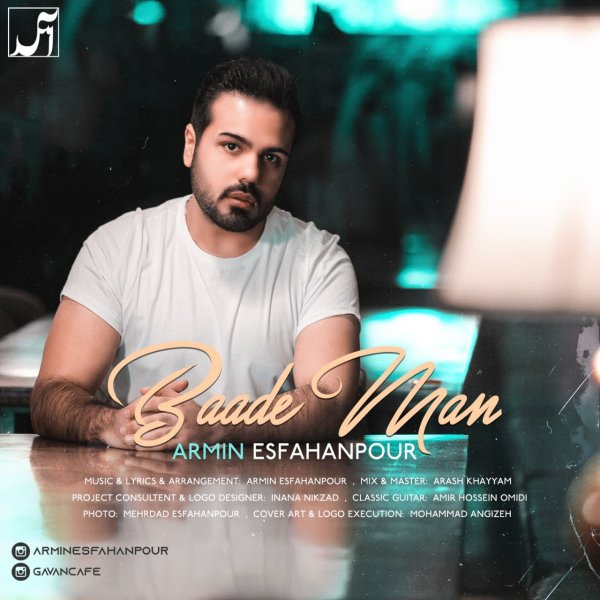 Baade Man
ARMIN ESFAHANPOUR
MUSIC & LYRICS & ARRANGEMENT: ARMIN ESFAHANPOUR , MIX & MASTER: ARASH KHAYYAM
PROJECT CONSULTENT & LOGO DESIGNER: INANA NIKZAD , CLASSIC GUITAR: AMIR HOSSEIN OMIDI
PHOTO: MEHRDAD ESFAHANPOUR , COVER ART & LOGO EXECUTION: MOHAMMAD ANGIZEH
ARMINESFAHANPOUR
GAVANCAFE